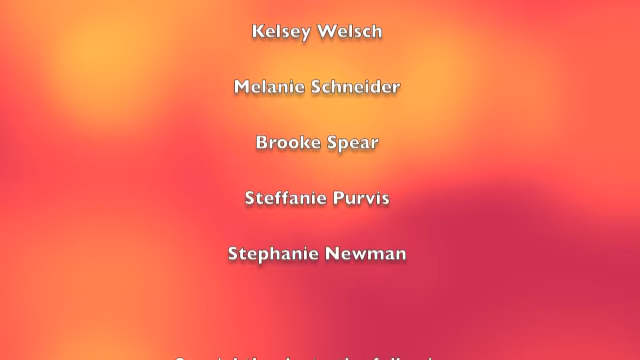 Kelsey Welsch
Melanie Schneider
Brooke Spear
Steffanie Purvis
Stephanie Newman